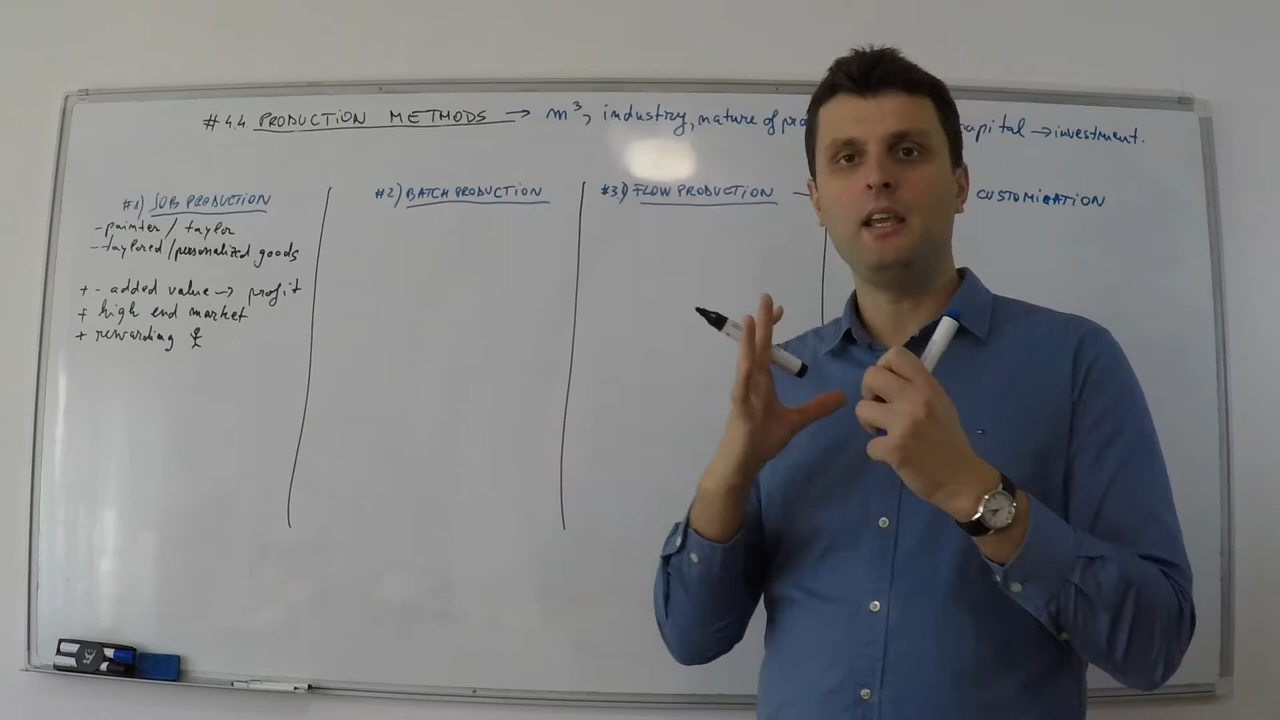 #4.4 PRODUCTION METHODS → m³, industry, nature of pro apital → investment.
#1) JOB PRODUCTION
- painter / taylor
- taylored/personalized goods
+ - added value → profit
+ high end market
+ rewarding
#2) BATCH PRODUCTION
#3) FLOW PRODUCTION —
CUSTOMIZATION